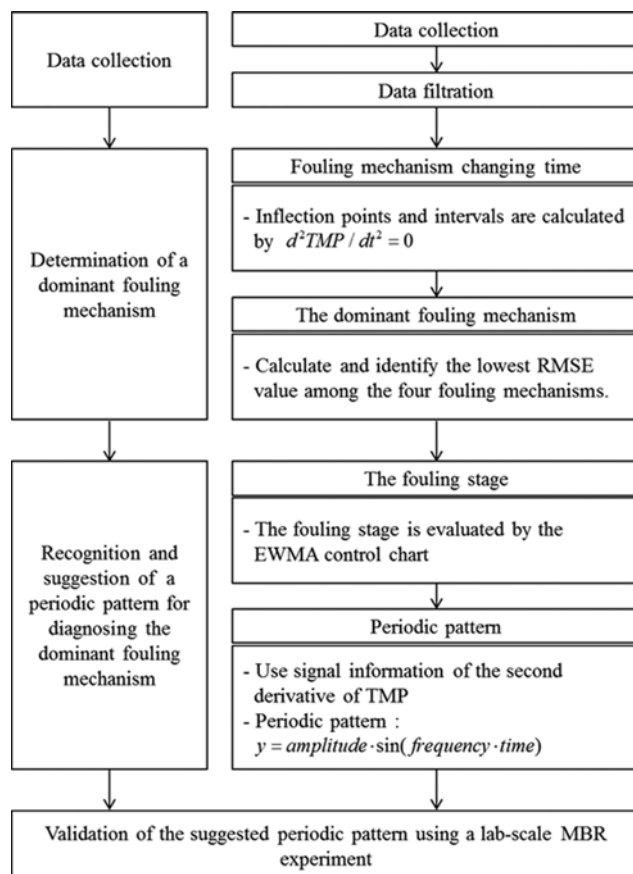 Data collection
Data collection
Data filtration
Determination of a
dominant fouling
mechanism
Fouling mechanism changing time
- Inflection points and intervals are calculated
by d²TMP / dt² = 0
The dominant fouling mechanism
- Calculate and identify the lowest RMSE
value among the four fouling mechanisms.
Recognition and
suggestion of a
periodic pattern for
diagnosing the
dominant fouling
mechanism
The fouling stage
- The fouling stage is evaluated by the
EWMA control chart
Periodic pattern
- Use signal information of the second
derivative of TMP
- Periodic pattern :
y = amplitude·sin(frequency·time)
Validation of the suggested periodic pattern using a lab-scale MBR
experiment